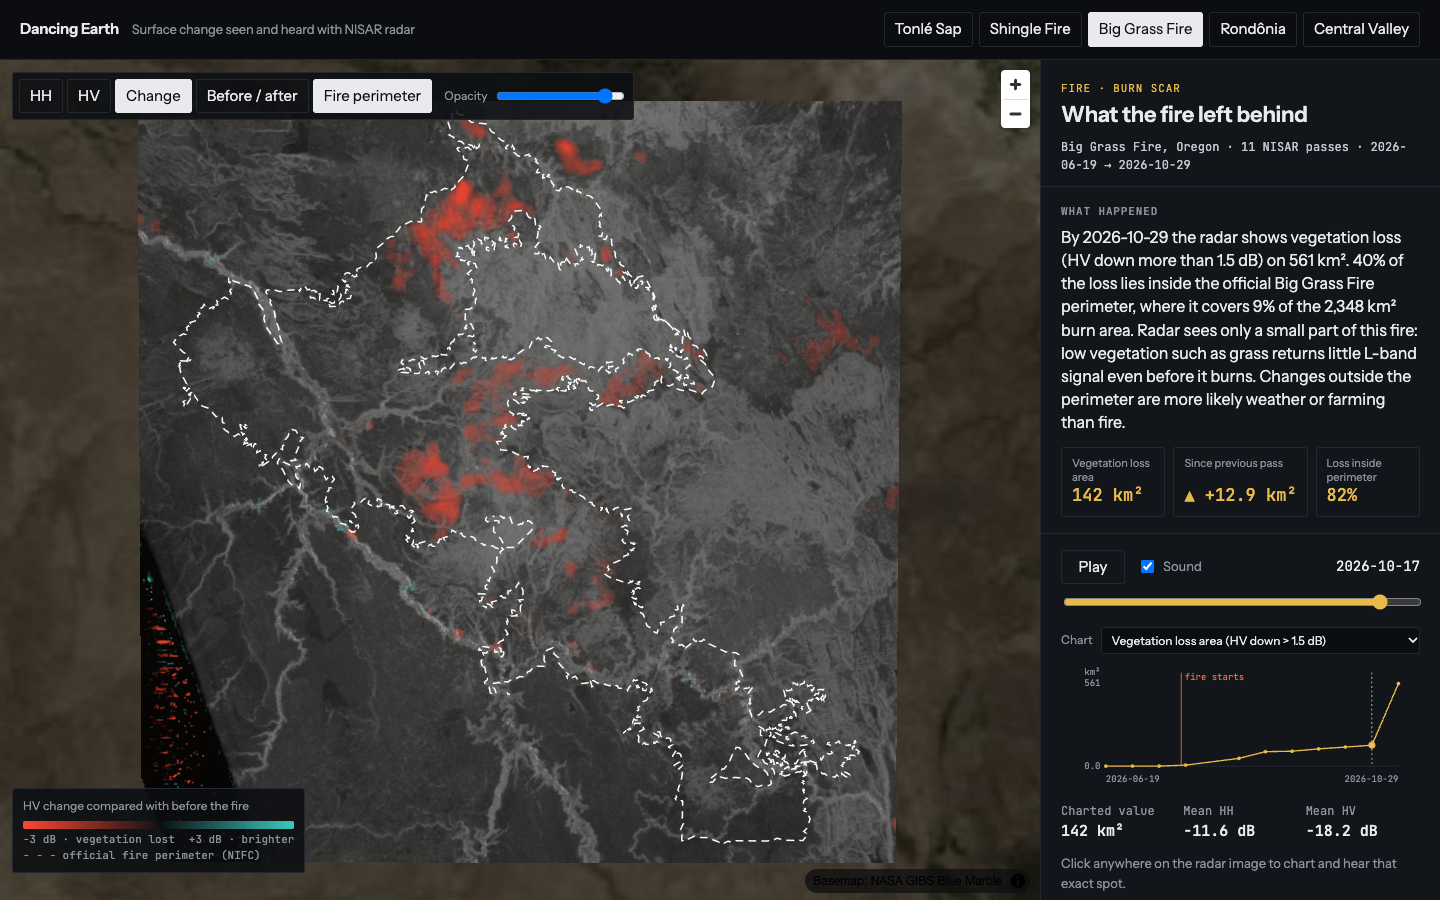 Dancing Earth
Surface change seen and heard with NISAR radar
Tonlé Sap
Shingle Fire
Big Grass Fire
Rondônia
Central Valley
HH
HV
Change
Before / after
Fire perimeter
Opacity
+
−
FIRE · BURN SCAR
What the fire left behind
Big Grass Fire, Oregon · 11 NISAR passes · 2026-
06-19 → 2026-10-29
WHAT HAPPENED
By 2026-10-29 the radar shows vegetation loss
(HV down more than 1.5 dB) on 561 km². 40% of
the loss lies inside the official Big Grass Fire
perimeter, where it covers 9% of the 2,348 km²
burn area. Radar sees only a small part of this fire:
low vegetation such as grass returns little L-band
signal even before it burns. Changes outside the
perimeter are more likely weather or farming
than fire.
Vegetation loss
area
142 km²
Since previous pass
▲ +12.9 km²
Loss inside
perimeter
82%
Play
Sound
2026-10-17
Chart
Vegetation loss area (HV down > 1.5 dB)
km²
561
fire starts
0.0
2026-06-19
2026-10-29
Charted value
142 km²
Mean HH
-11.6 dB
Mean HV
-18.2 dB
Click anywhere on the radar image to chart and hear that
exact spot.
HV change compared with before the fire
-3 dB · vegetation lost
+3 dB · brighter
- - - official fire perimeter (NIFC)
Basemap: NASA GIBS Blue Marble